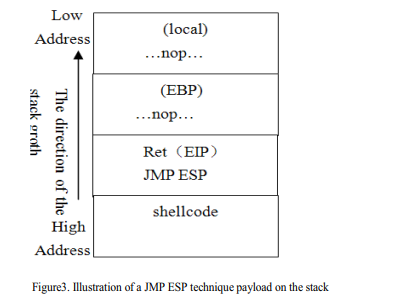 Low
Address
(local)
…nop…
(EBP)
…nop…
Ret（EIP）
JMP ESP
shellcode
The direction of the
stack groth
High
Address
Figure3. Illustration of a JMP ESP technique payload on the stack